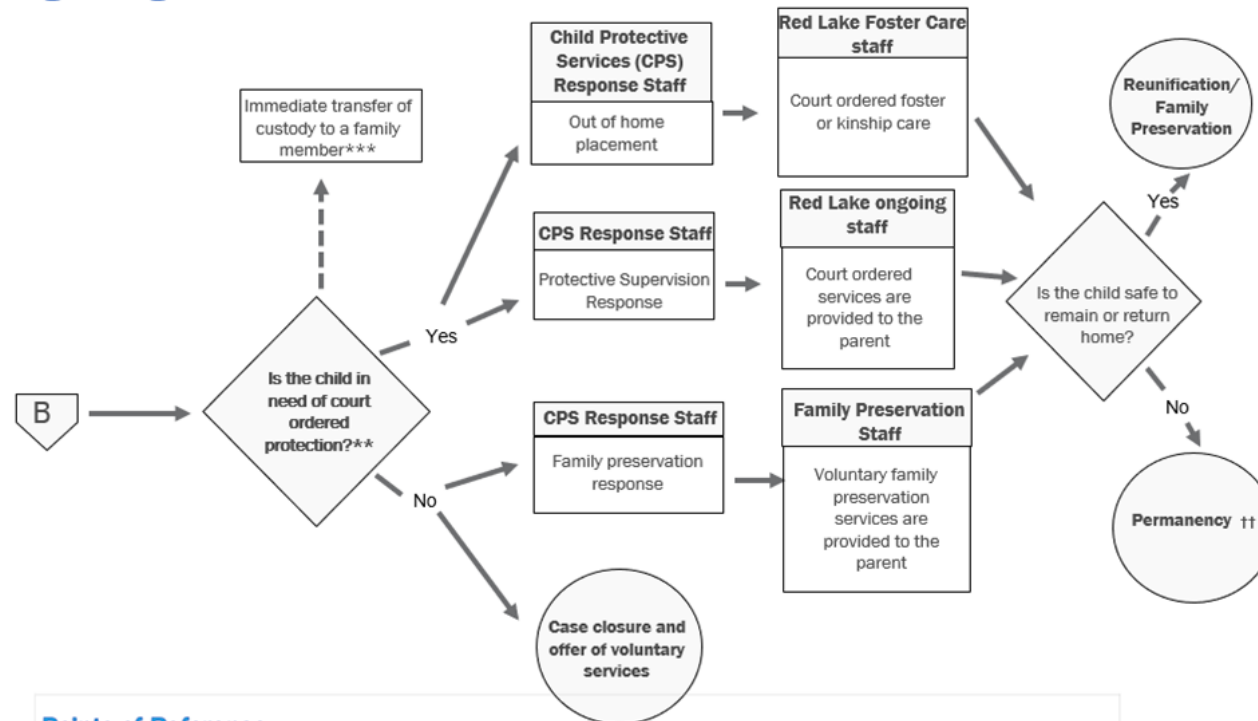 B
Is the child in
need of court
ordered
protection?**
Immediate transfer of
custody to a family
member***
Yes
No
Child Protective
Services (CPS)
Response Staff
Out of home
placement
CPS Response Staff
Protective Supervision
Response
CPS Response Staff
Family preservation
response
Case closure and
offer of voluntary
services
Red Lake Foster Care
staff
Court ordered foster
or kinship care
Red Lake ongoing
staff
Court ordered
services are
provided to the
parent
Family Preservation
Staff
Voluntary family
preservation
services are
provided to the
parent
Is the child safe to
remain or return
home?
Yes
Reunification/
Family
Preservation
No
Permanency ††
Points of Reference